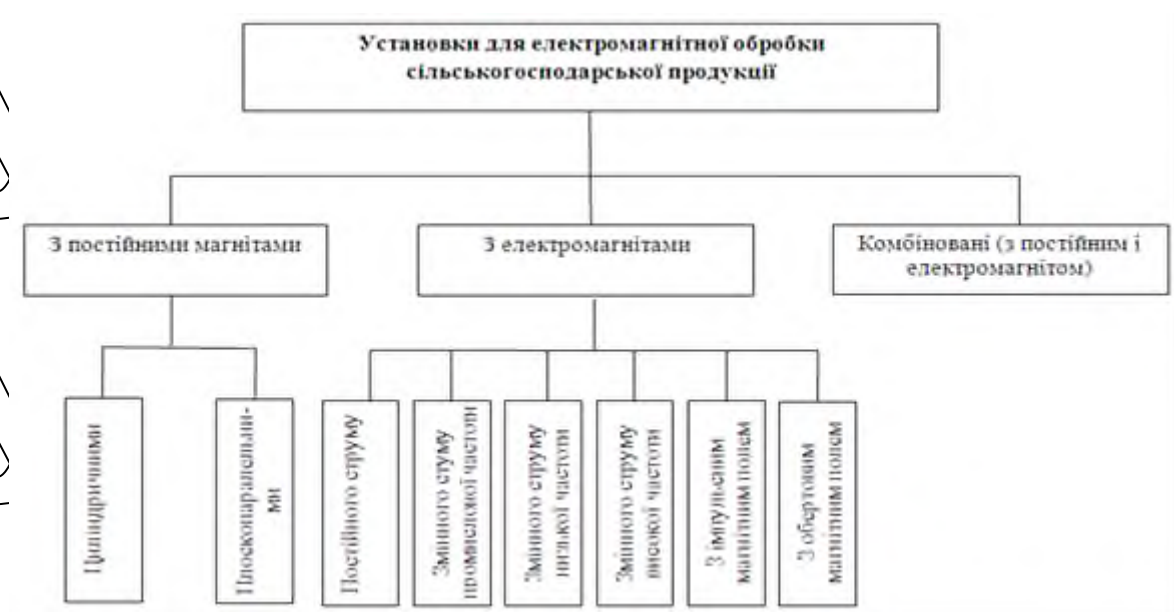 Установки для електромагнітної обробки
сільськогосподарської продукції
З постійними магнітами
З електромагнітами
Комбіновані (з постійним і
електромагнітом)
Циліндричними
Плоскопаралельни-
ми
Постійного струму
Змінного стуму
промислової частоти
Змінного струму
низької частоти
Змінного струму
високої частоти
З імпульсним
магнітним полем
З обертовим
магнітним полем